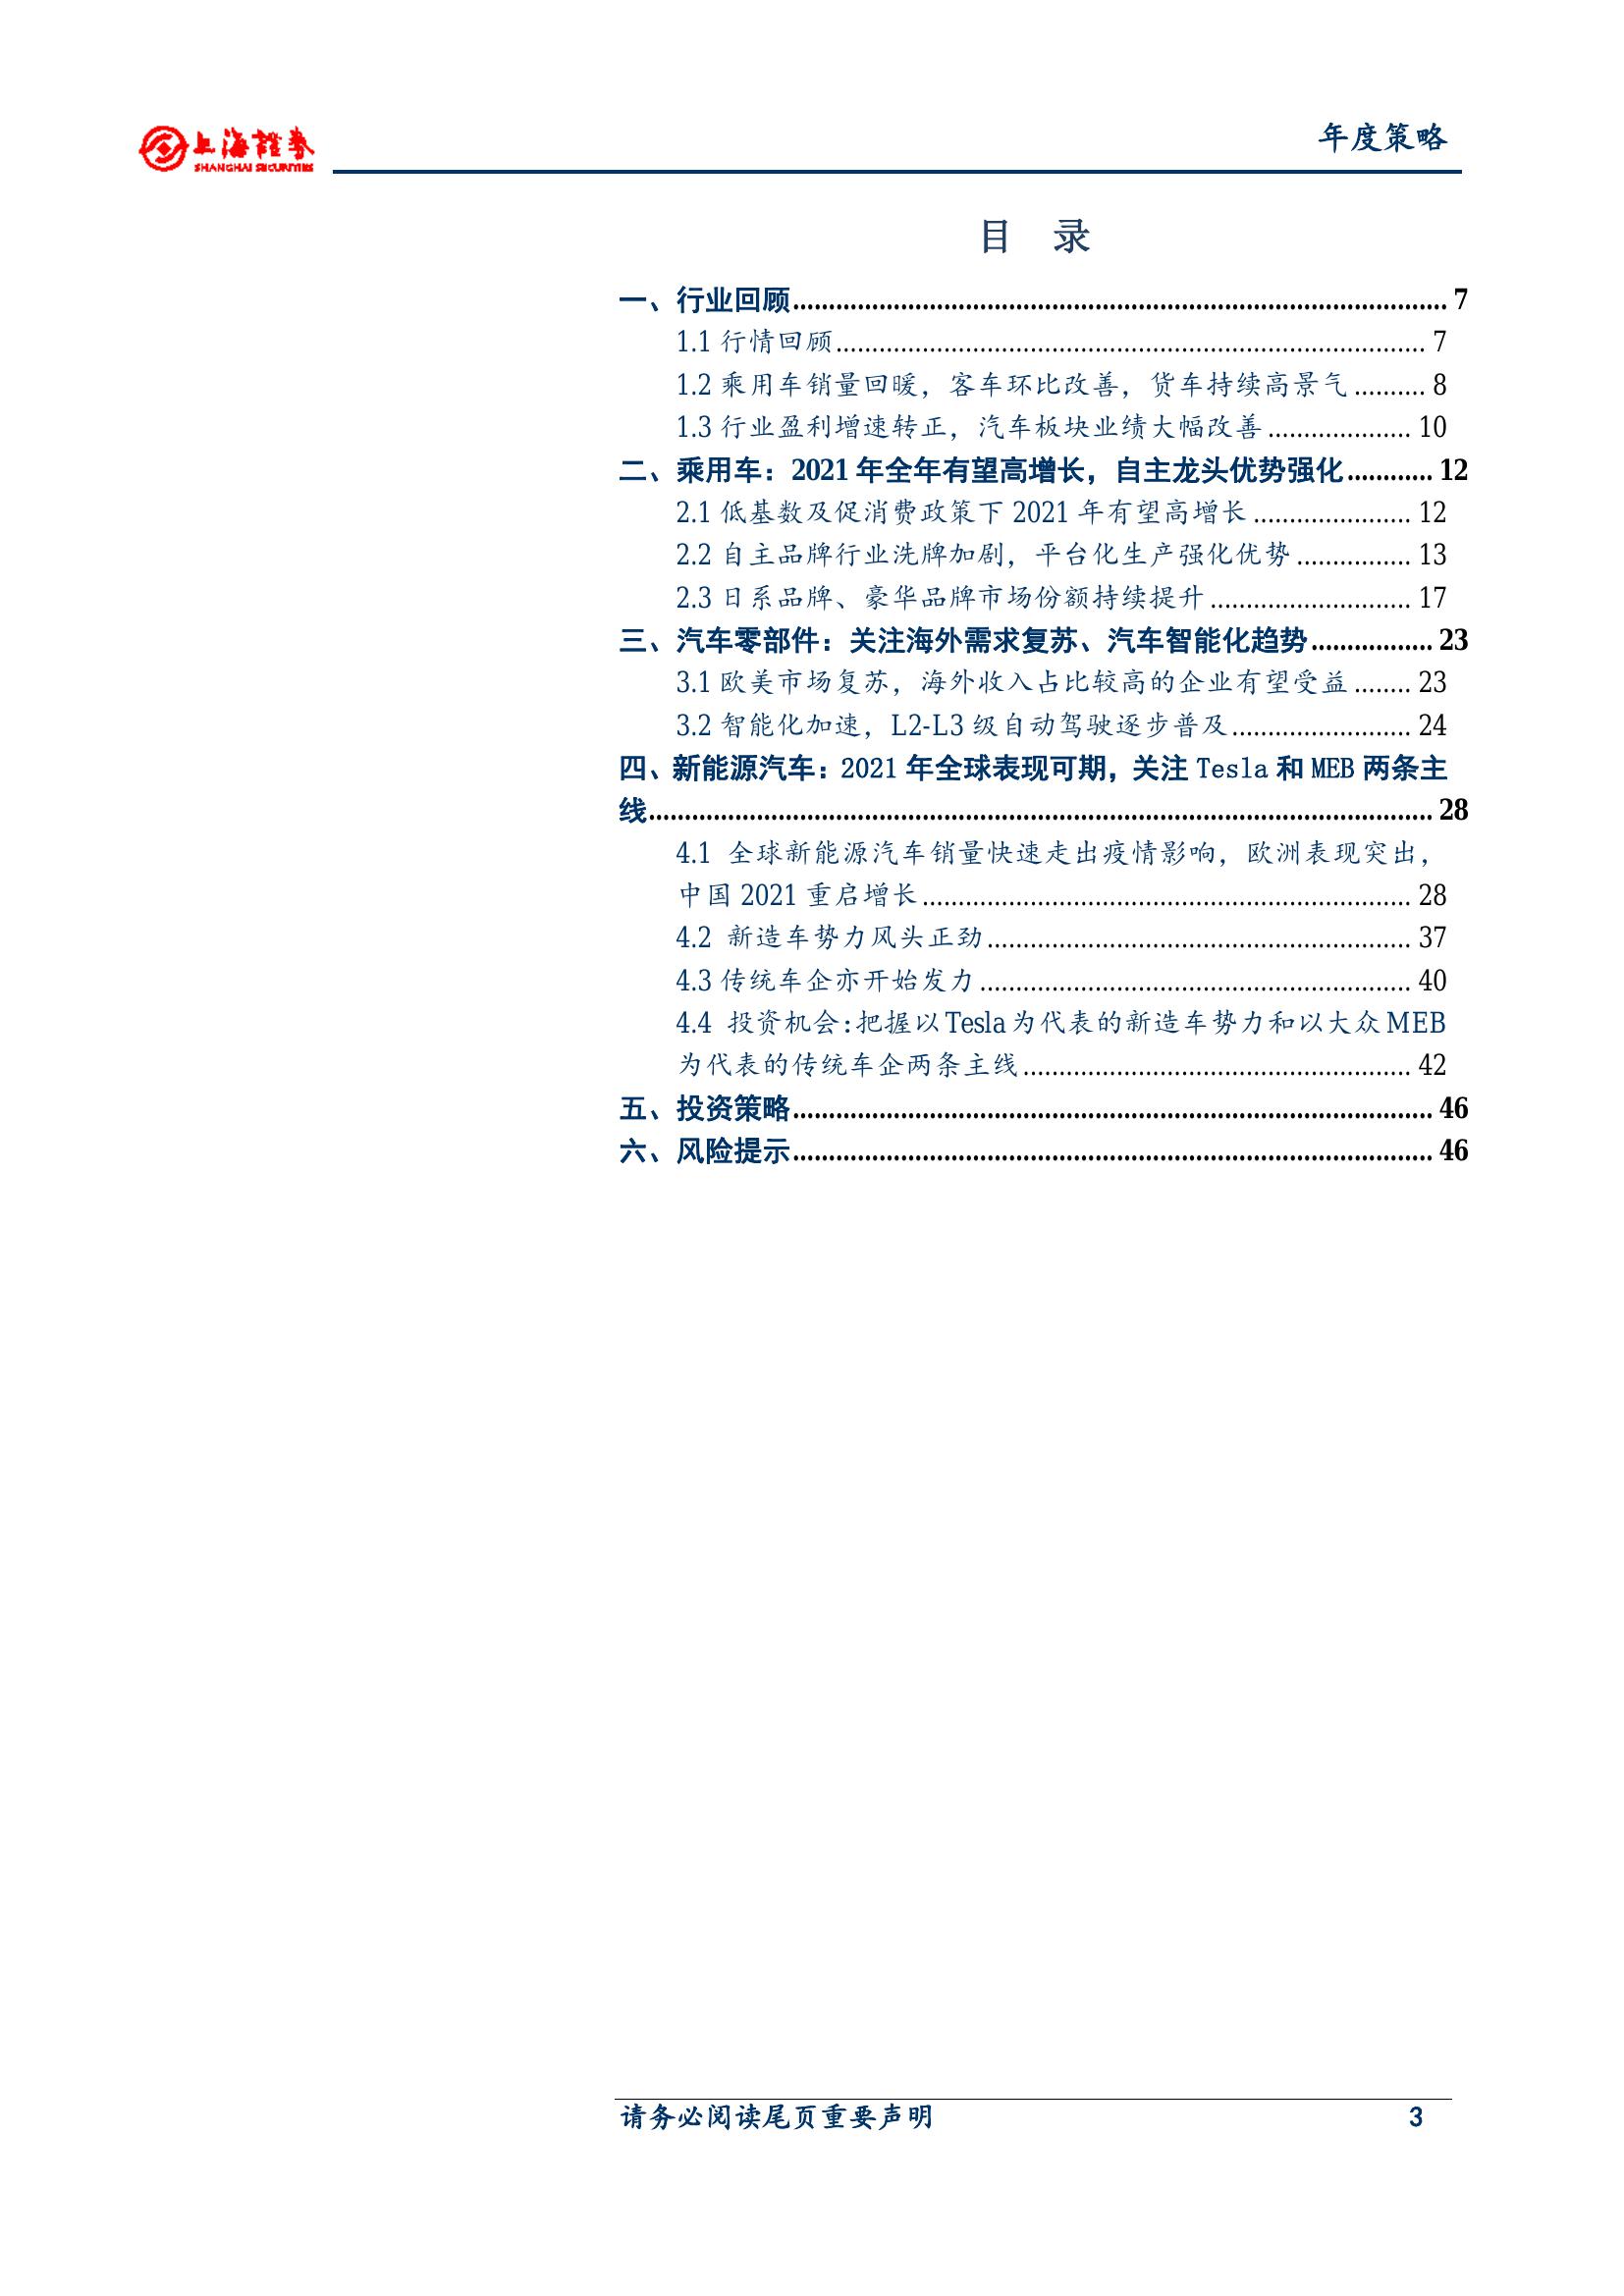 上海證券
SHANGHAI SECURITIES
年度策略
目 录
一、行业回顾........................................ 7
1.1 行情回顾........................................ 7
1.2 乘用车销量回暖，客车环比改善，货车持续高景气.......... 8
1.3 行业盈利增速转正，汽车板块业绩大幅改善.................... 10
二、乘用车：2021 年全年有望高增长，自主龙头优势强化............ 12
2.1 低基数及促消费政策下 2021 年有望高增长...................... 12
2.2 自主品牌行业洗牌加剧，平台化生产强化优势................ 13
2.3 日系品牌、豪华品牌市场份额持续提升............................ 17
三、汽车零部件：关注海外需求复苏、汽车智能化趋势................. 23
3.1 欧美市场复苏，海外收入占比较高的企业有望受益........ 23
3.2 智能化加速，L2-L3 级自动驾驶逐步普及......................... 24
四、新能源汽车：2021 年全球表现可期，关注 Tesla 和 MEB 两条主
线........................................ 28
4.1 全球新能源汽车销量快速走出疫情影响，欧洲表现突出，
中国 2021 重启增长........................................ 28
4.2 新造车势力风头正劲........................................ 37
4.3 传统车企亦开始发力........................................ 40
4.4 投资机会：把握以 Tesla 为代表的新造车势力和以大众 MEB
为代表的传统车企两条主线........................................ 42
五、投资策略........................................ 46
六、风险提示........................................ 46
请务必阅读尾页重要声明 3